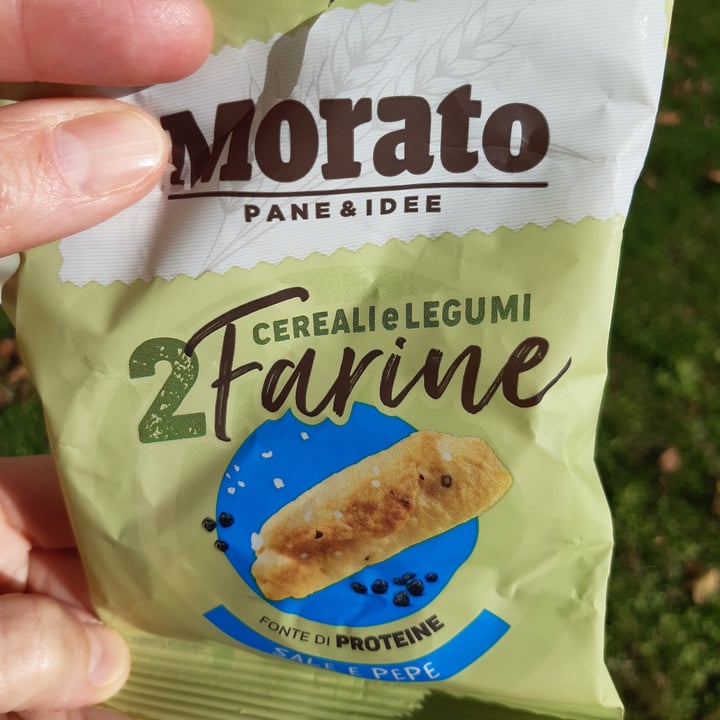 Morato
PANE & IDEE
CEREALI e LEGUMI
2 Farine
FONTE DI PROTEINE
SALE E PEPE